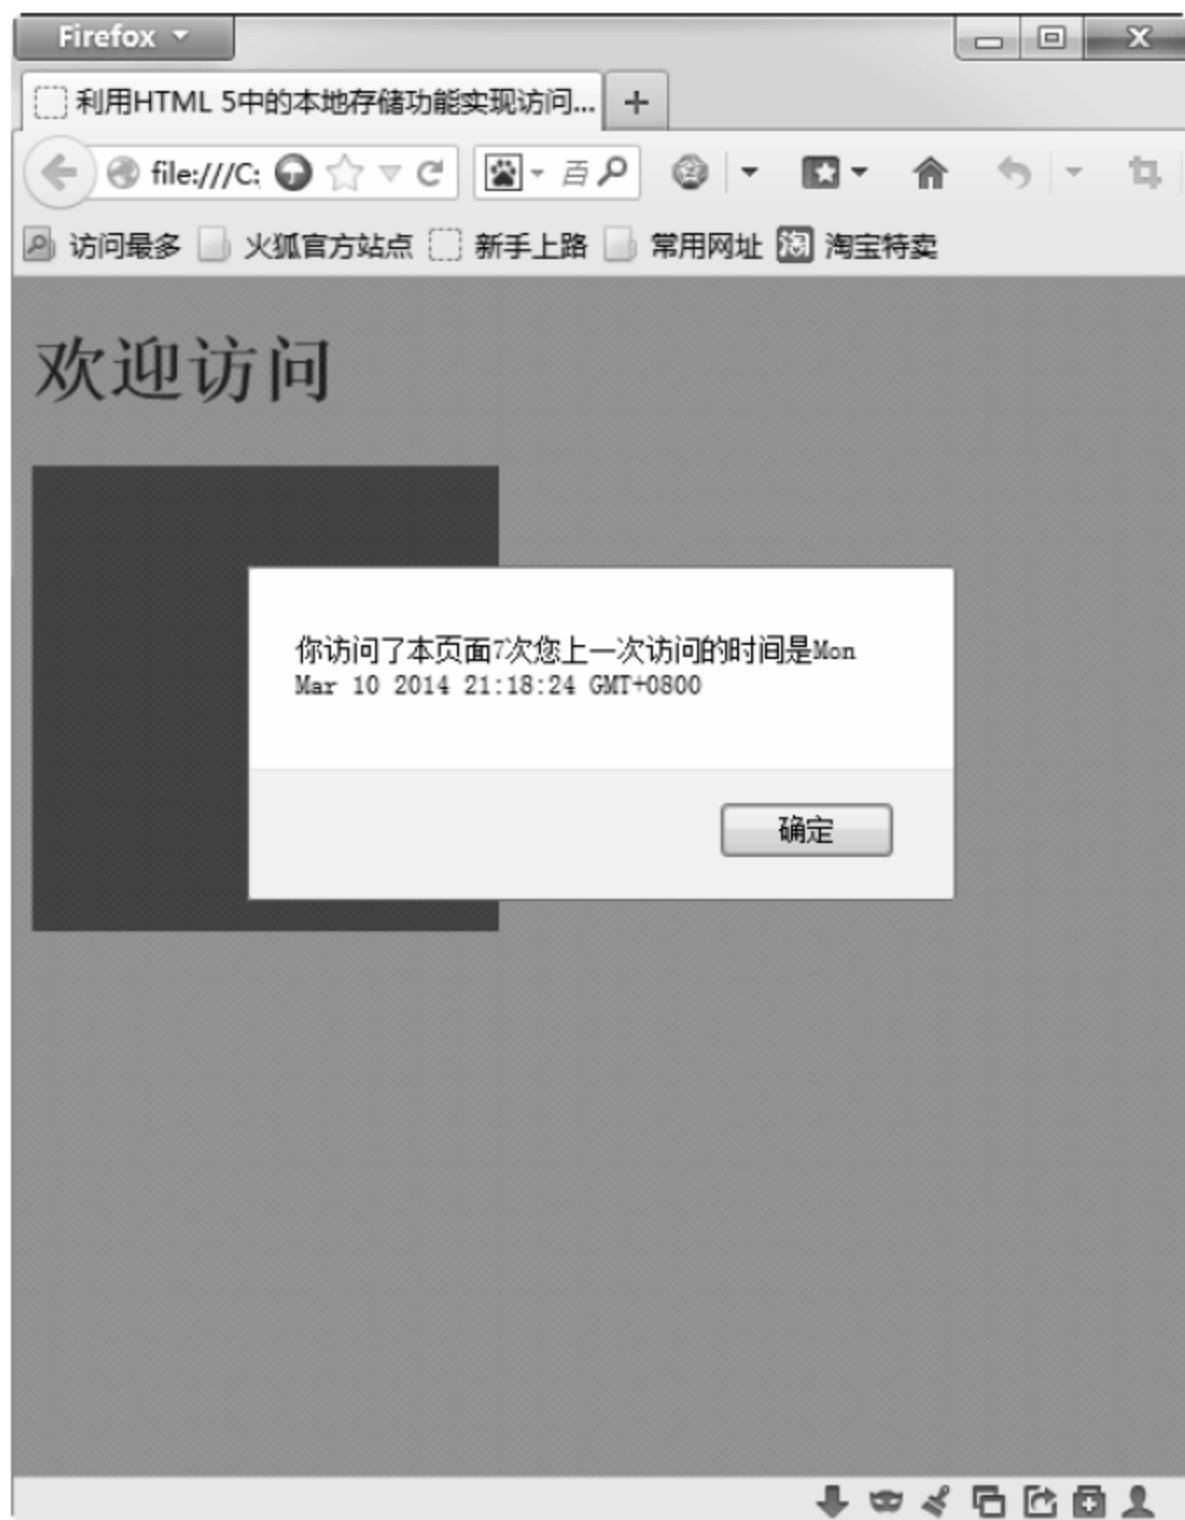 Firefox
利用HTML 5中的本地存储功能实现访问...
file:///C:
百
访问最多 火狐官方站点 新手上路 常用网址 淘 淘宝特卖
欢迎访问
你访问了本页面7次您上一次访问的时间是Mon
Mar 10 2014 21:18:24 GMT+0800
确定